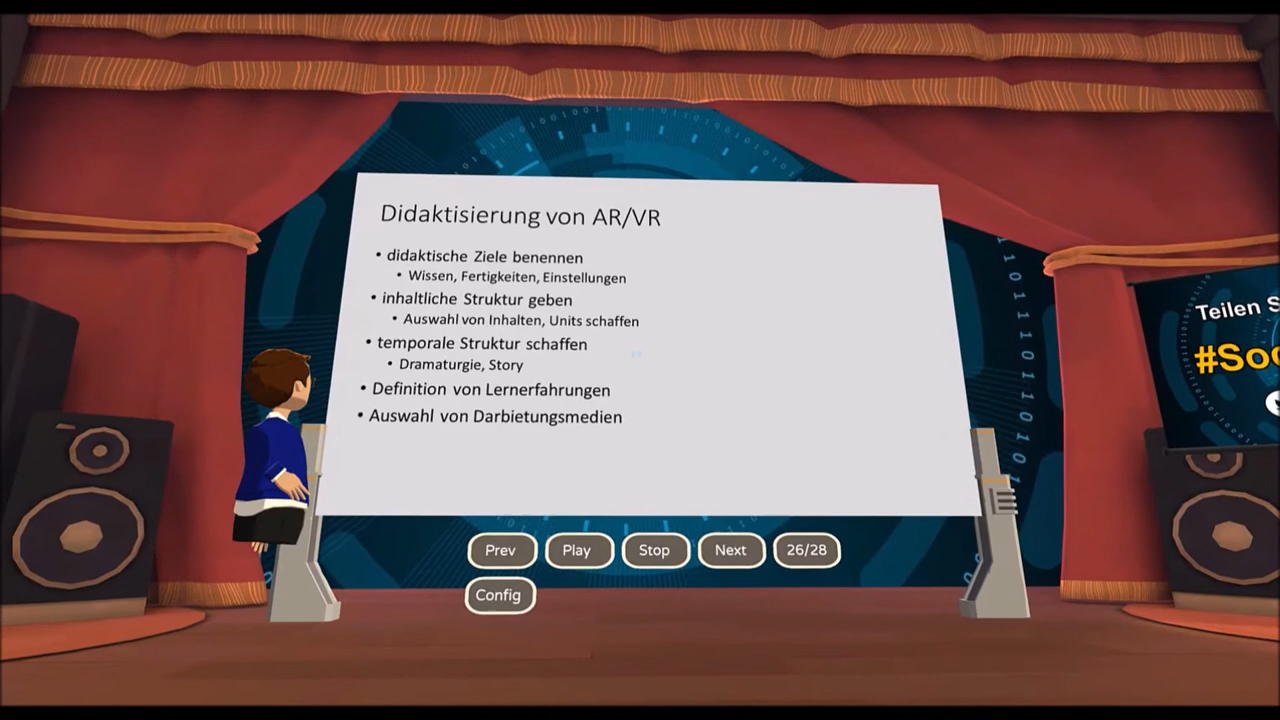 Didaktisierung von AR/VR
• didaktische Ziele benennen
• Wissen, Fertigkeiten, Einstellungen
• inhaltliche Struktur geben
• Auswahl von Inhalten, Units schaffen
• temporale Struktur schaffen
• Dramaturgie, Story
• Definition von Lernerfahrungen
• Auswahl von Darbietungsmedien
Teilen S
#Soc
Prev
Play
Stop
Next
26/28
Config